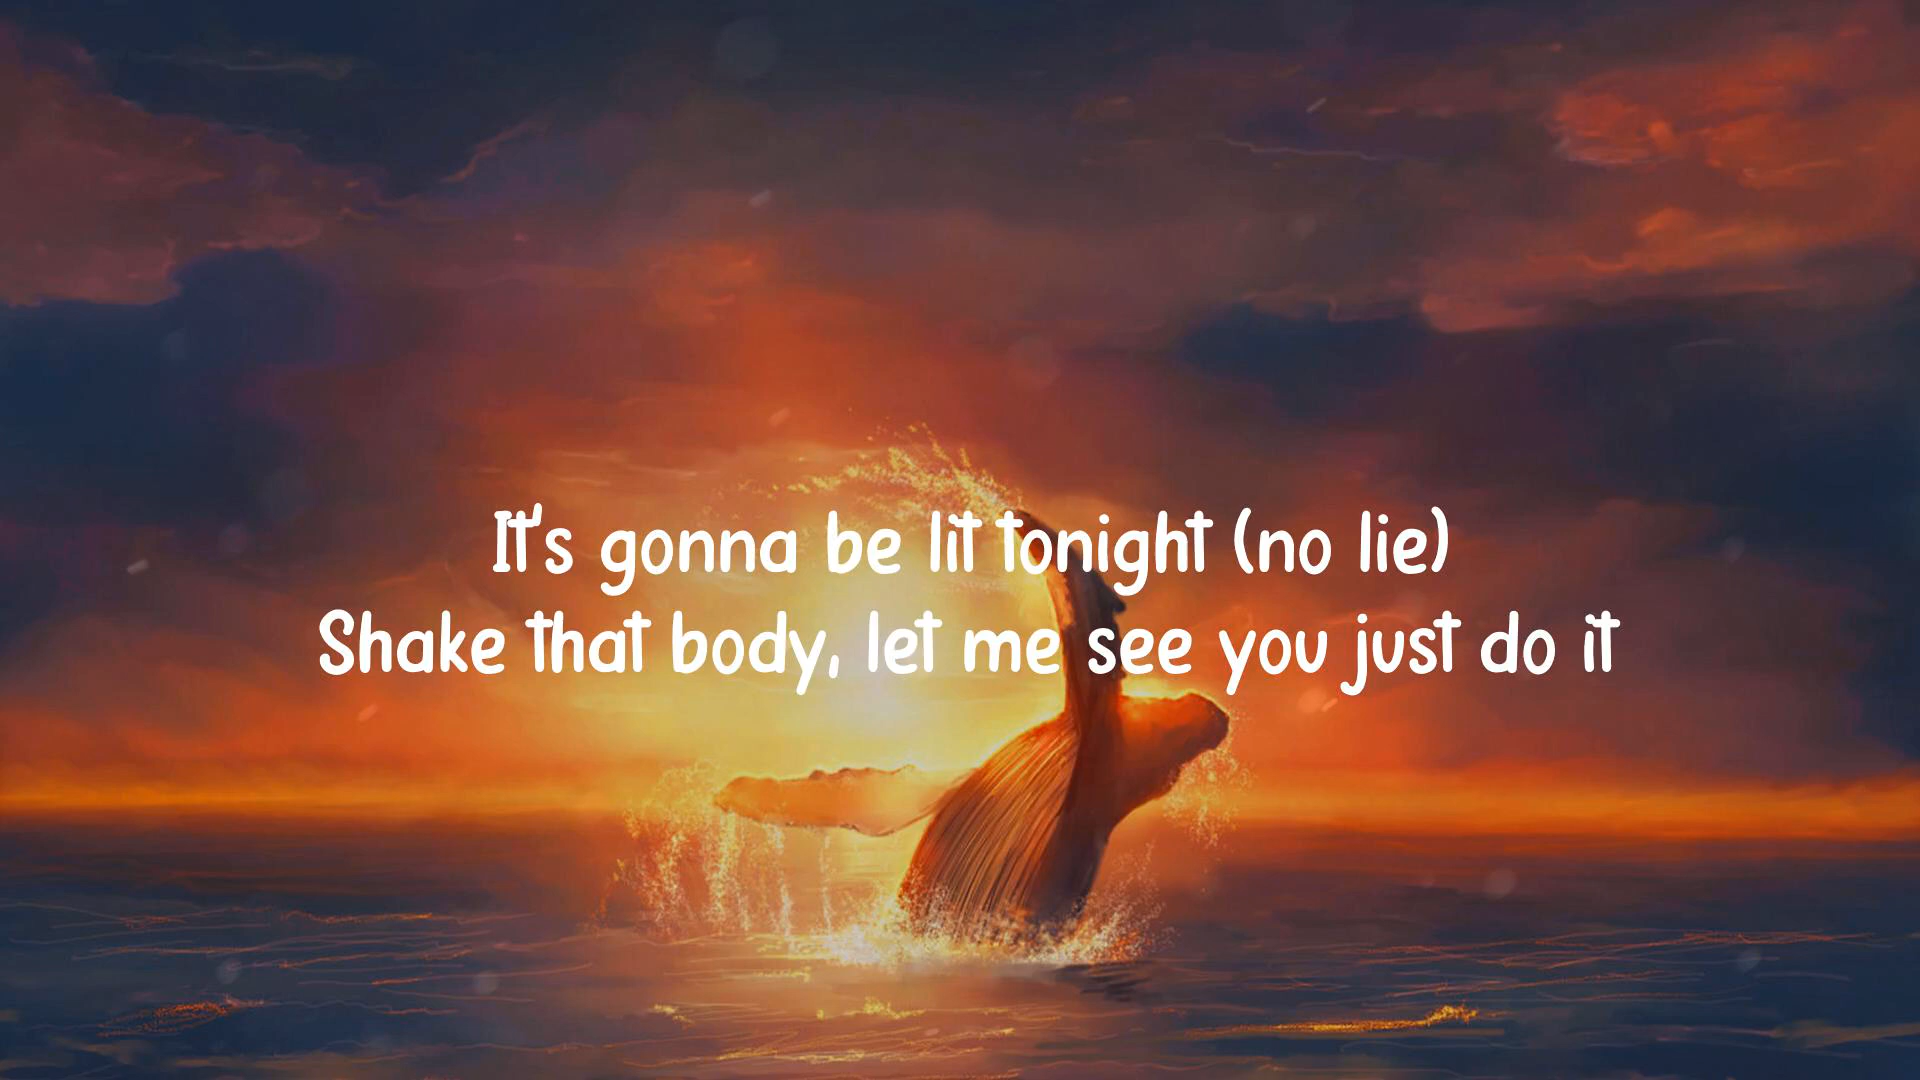 It's gonna be lit tonight (no lie)
Shake that body, let me see you just do it